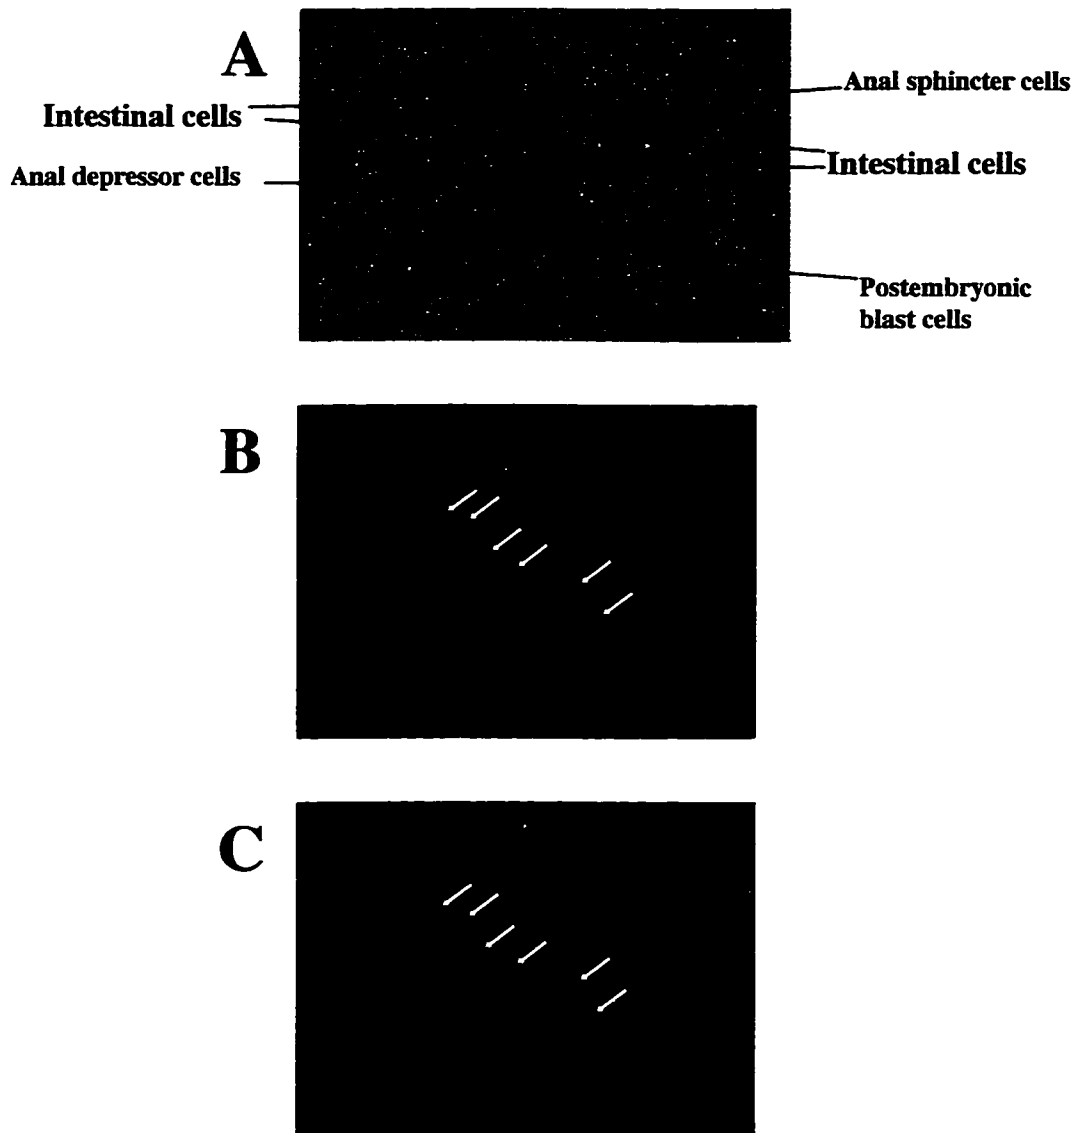 A
Intestinal cells
Anal depressor cells
Anal sphincter cells
Intestinal cells
Postembryonic
blast cells
B
C